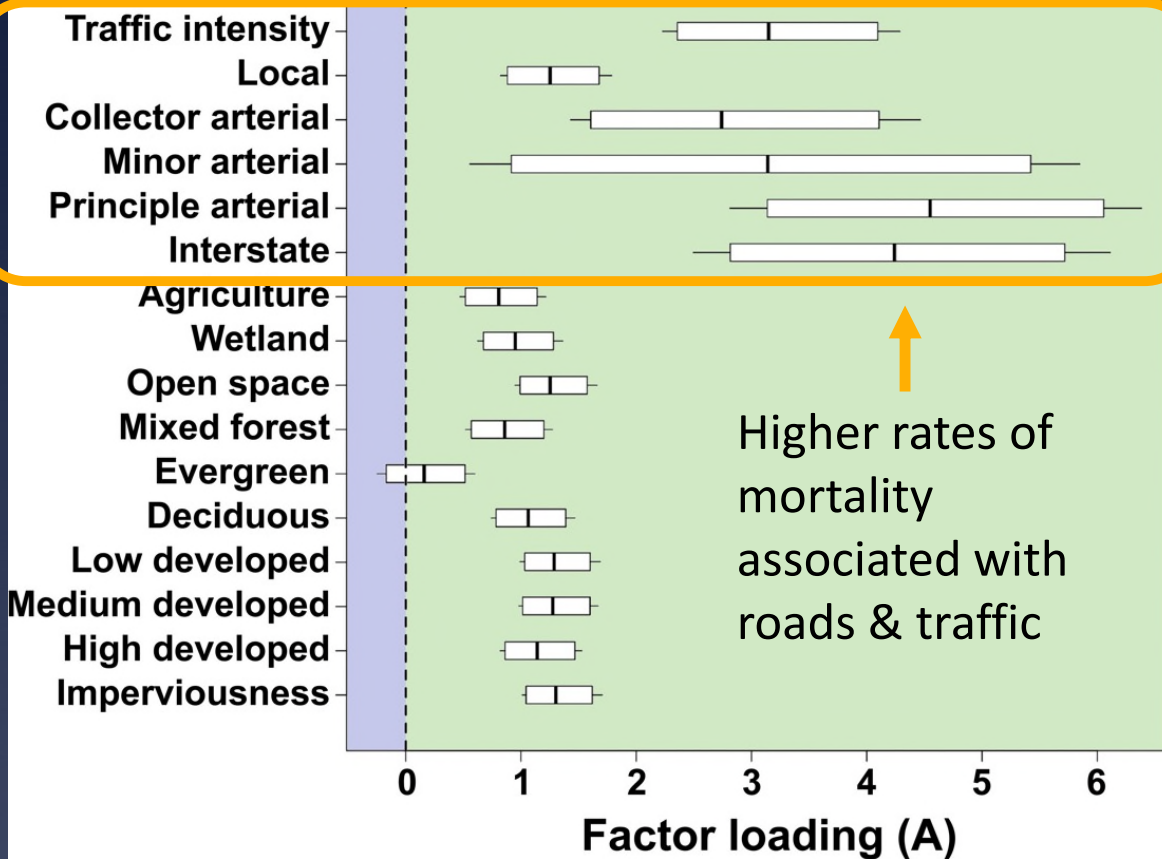 Traffic intensity
Local
Collector arterial
Minor arterial
Principle arterial
Interstate
Agriculture
Wetland
Open space
Mixed forest
Evergreen
Deciduous
Low developed
Medium developed
High developed
Imperviousness
Higher rates of
mortality
associated with
roads & traffic
0 1 2 3 4 5 6
Factor loading (A)